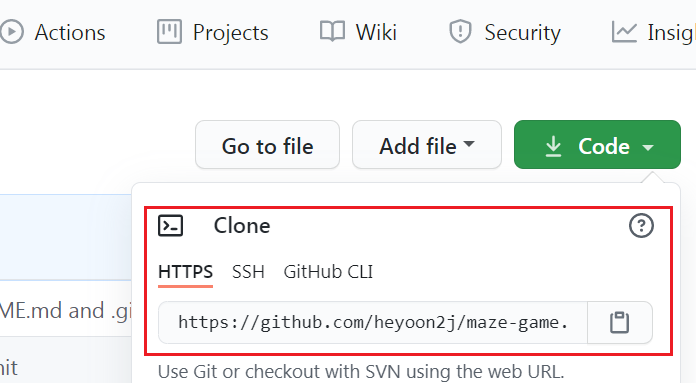 Actions Projects Wiki Security Insig
Go to file Add file Code
Clone
HTTPS SSH GitHub CLI
ME.md and .gi https://github.com/heyoon2j/maze-game.
nit Use Git or checkout with SVN using the web URL.